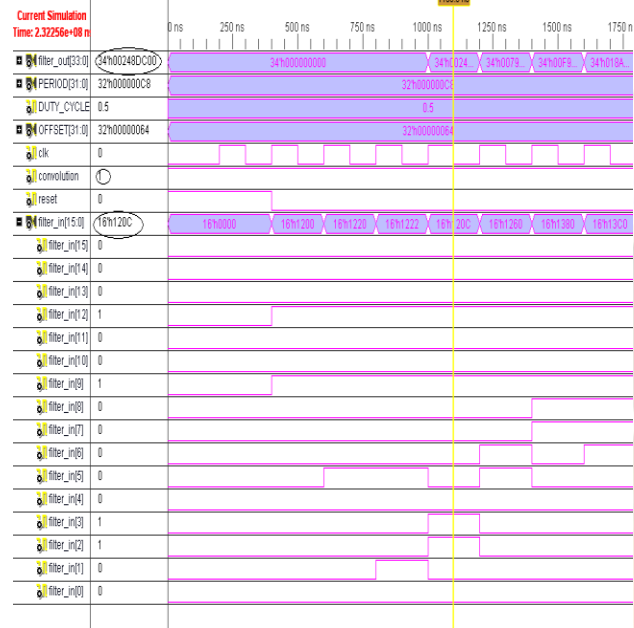 Current Simulation
Time: 2.32256e+08 ns
0 ns 250 ns 500 ns 750 ns 1000 ns 1250 ns 1500 ns 1750 n
filter_out[33:0] 34'h00248DC00 34'h000000000 34'h0024... 34'h0079... 34'h00F9... 34'h018A...
PERIOD[31:0] 32'h000000C8 32'h000000C8
DUTY_CYCLE 0.5 0.5
OFFSET[31:0] 32'h00000064 32'h00000064
clk 0
convolution
reset 0
filter_in[15:0] 16'h120C 16'h0000 16'h1200 16'h1220 16'h1222 16'h120C 16'h1260 16'h1380 16'h13C0
filter_in[15] 0
filter_in[14] 0
filter_in[13] 0
filter_in[12] 1
filter_in[11] 0
filter_in[10] 0
filter_in[9] 1
filter_in[8] 0
filter_in[7] 0
filter_in[6] 0
filter_in[5] 0
filter_in[4] 0
filter_in[3] 1
filter_in[2] 1
filter_in[1] 0
filter_in[0] 0